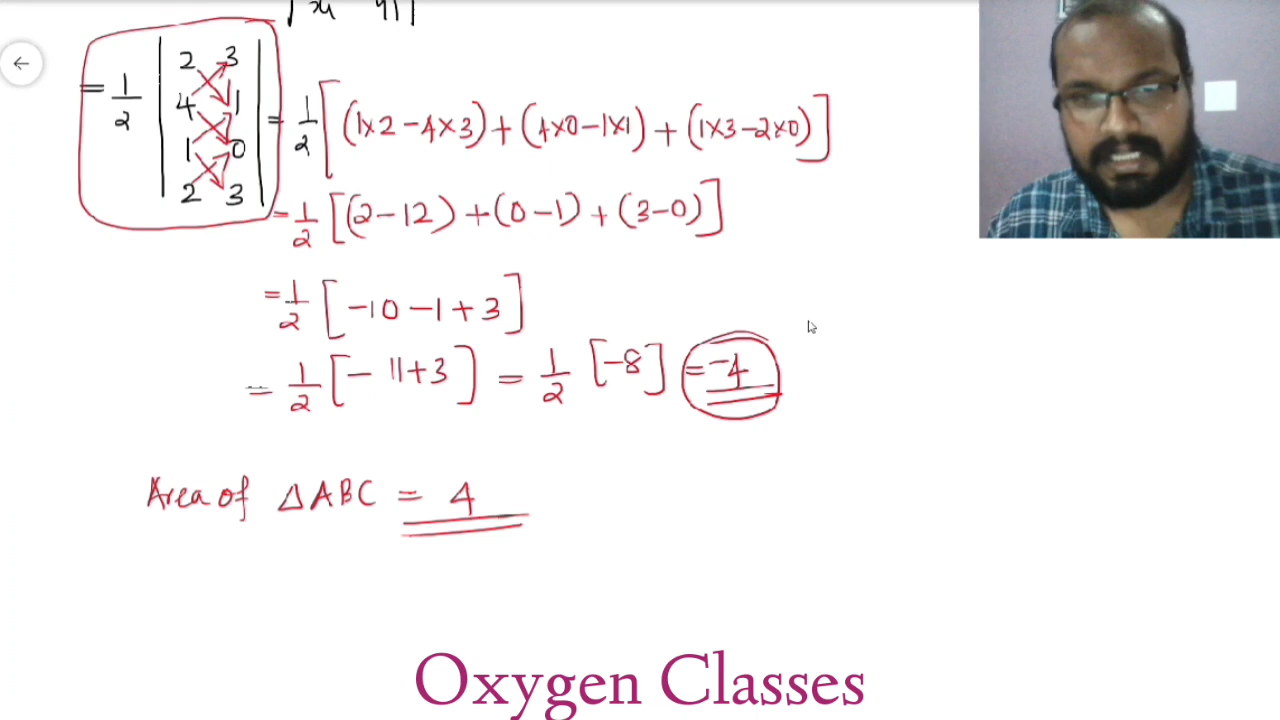 = 1/2 | 2 3 |
4 1
1 0
2 3
= 1/2 [(1×2-4×3)+(4×0-1×1)+(1×3-2×0)]
= 1/2 [(2-12)+(0-1)+(3-0)]
= 1/2 [-10-1+3]
= 1/2 [-11+3] = 1/2 [-8] = -4
Area of △ABC = 4
Oxygen Classes